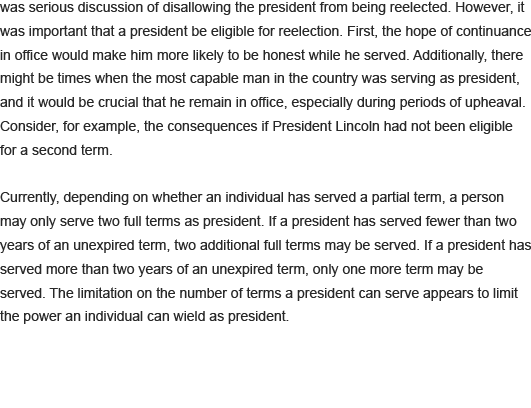 was serious discussion of disallowing the president from being reelected. However, it
was important that a president be eligible for reelection. First, the hope of continuance
in office would make him more likely to be honest while he served. Additionally, there
might be times when the most capable man in the country was serving as president,
and it would be crucial that he remain in office, especially during periods of upheaval.
Consider, for example, the consequences if President Lincoln had not been eligible
for a second term.
Currently, depending on whether an individual has served a partial term, a person
may only serve two full terms as president. If a president has served fewer than two
years of an unexpired term, two additional full terms may be served. If a president has
served more than two years of an unexpired term, only one more term may be
served. The limitation on the number of terms a president can serve appears to limit
the power an individual can wield as president.